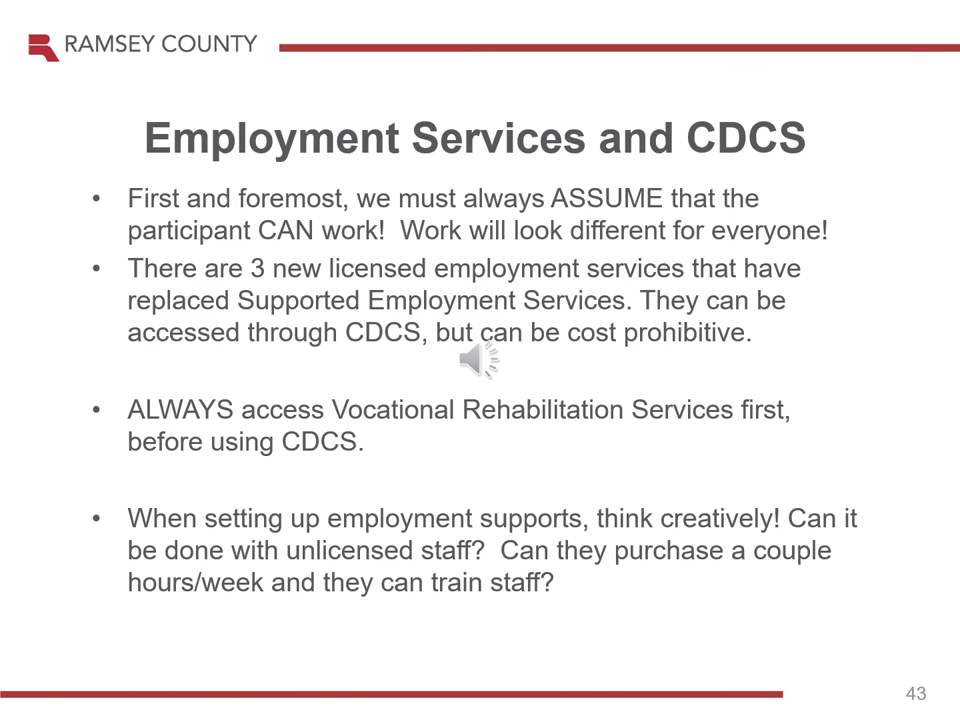 RAMSEY COUNTY
Employment Services and CDCS
• First and foremost, we must always ASSUME that the
participant CAN work!  Work will look different for everyone!
• There are 3 new licensed employment services that have
replaced Supported Employment Services. They can be
accessed through CDCS, but can be cost prohibitive.
• ALWAYS access Vocational Rehabilitation Services first,
before using CDCS.
• When setting up employment supports, think creatively! Can it
be done with unlicensed staff?  Can they purchase a couple
hours/week and they can train staff?
43